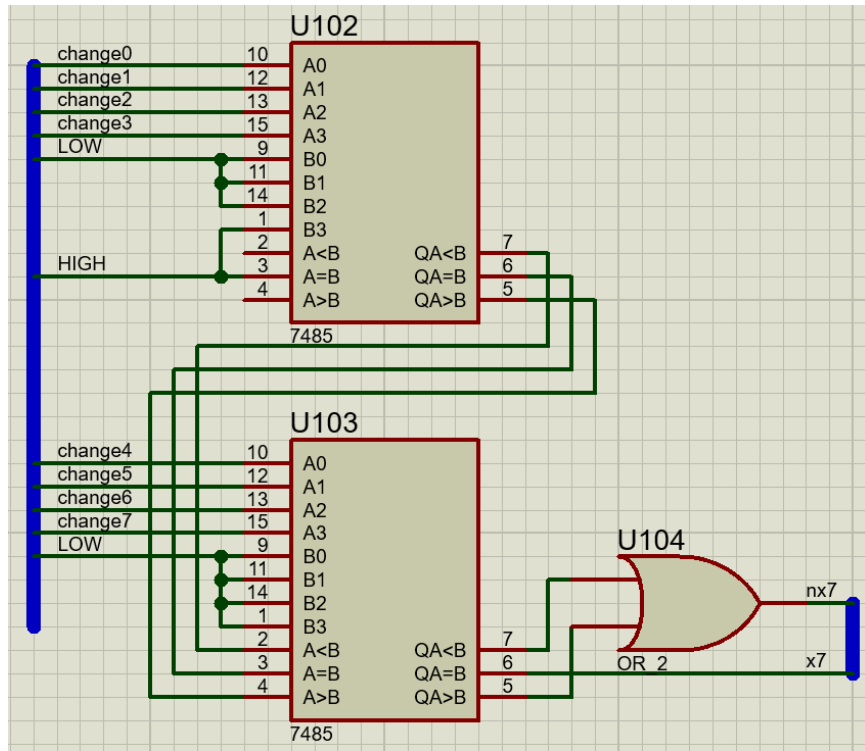 U102
change0 10 A0
change1 12 A1
change2 13 A2
change3 15 A3
LOW 9 B0
11 B1
14 B2
1 B3
2 A<B QA<B 7
HIGH 3 A=B QA=B 6
4 A>B QA>B 5
7485
U103
change4 10 A0
change5 12 A1
change6 13 A2
change7 15 A3
LOW 9 B0
11 B1
14 B2
1 B3
2 A<B QA<B 7
3 A=B QA=B 6
4 A>B QA>B 5
7485
U104
nx7
OR_2
x7